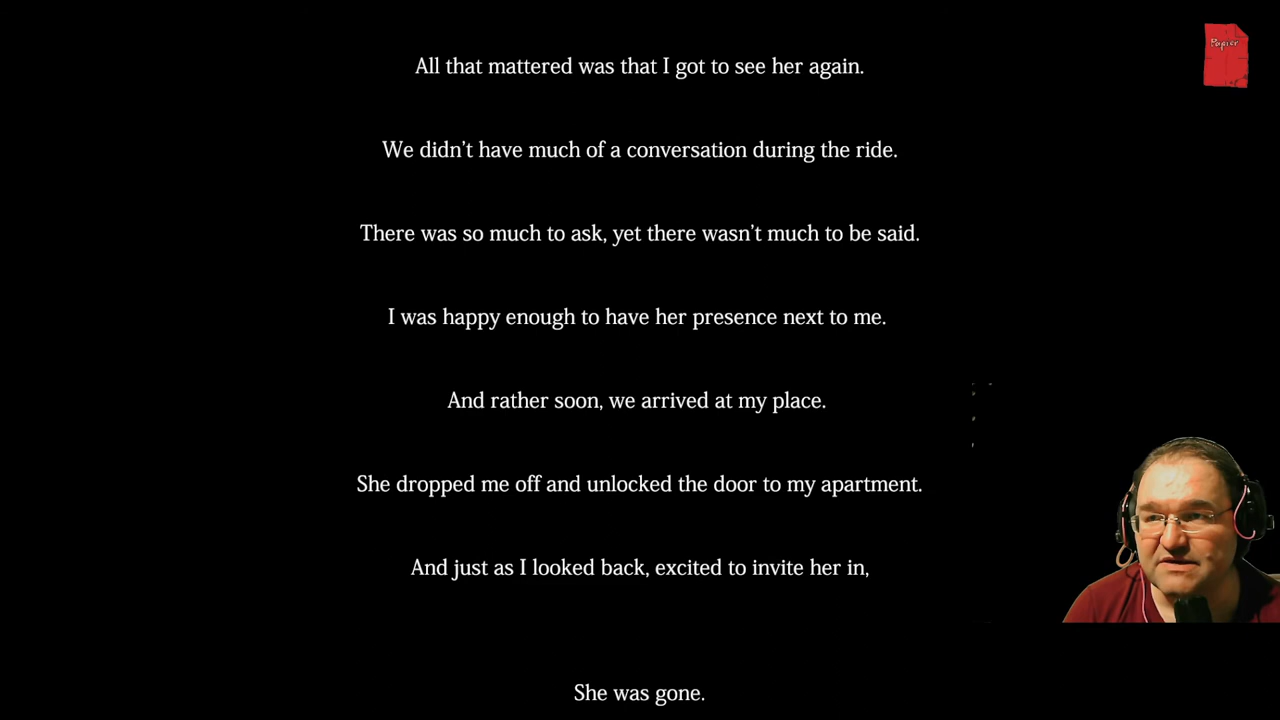 Papier
All that mattered was that I got to see her again.
We didn't have much of a conversation during the ride.
There was so much to ask, yet there wasn't much to be said.
I was happy enough to have her presence next to me.
And rather soon, we arrived at my place.
She dropped me off and unlocked the door to my apartment.
And just as I looked back, excited to invite her in,
She was gone.